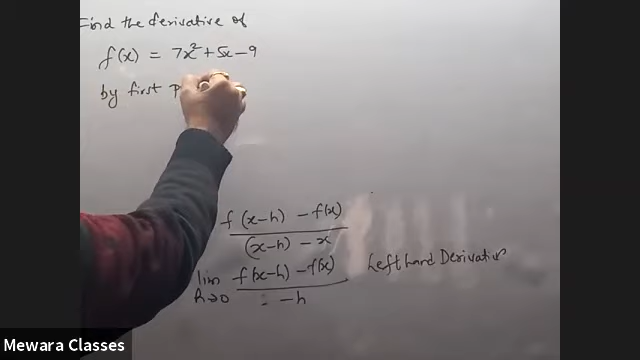 Find the derivative of
f(x) = 7x² + 5x - 9
by first p
f(x-h) - f(x)
(x-h) - x
lim f(x-h) - f(x) Left hand Derivative
h→0 = -h
Mewara Classes